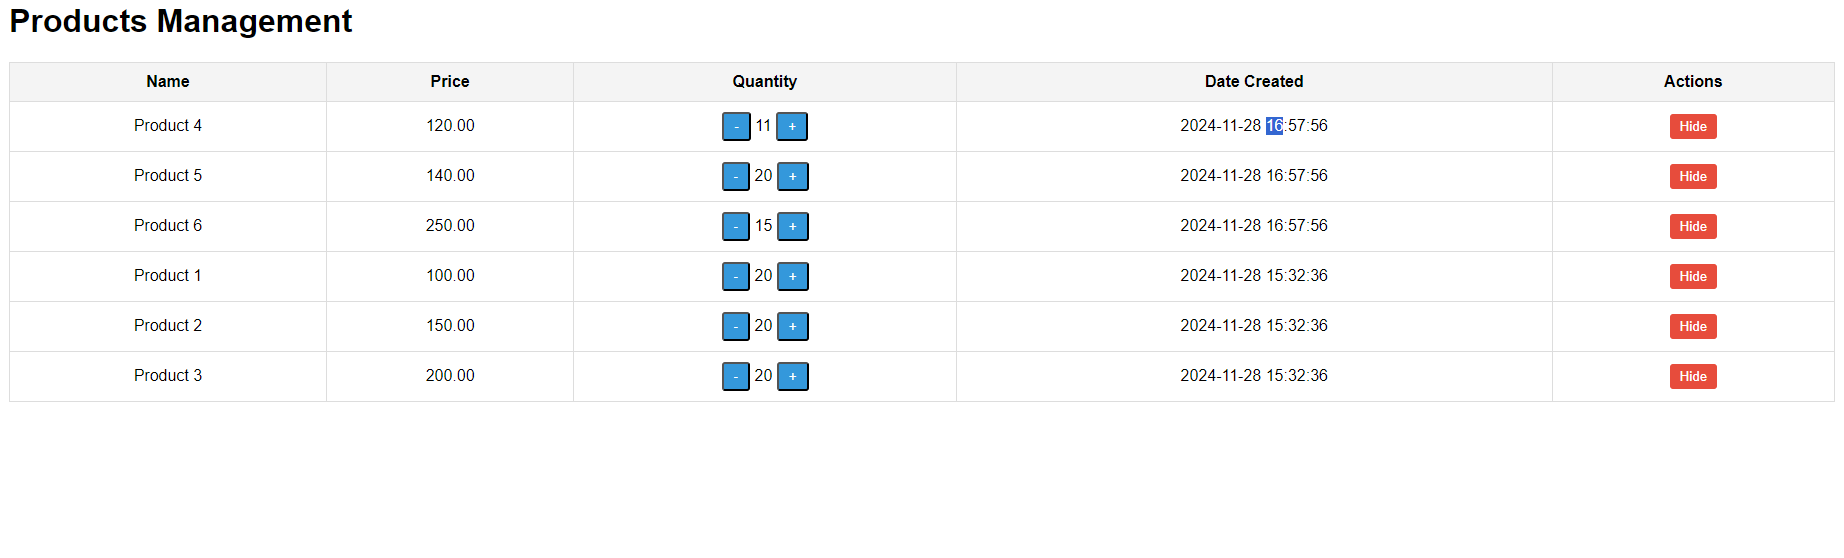 Products Management
Name Price Quantity Date Created Actions
Product 4 120.00 - 11 + 2024-11-28 16:57:56 Hide
Product 5 140.00 - 20 + 2024-11-28 16:57:56 Hide
Product 6 250.00 - 15 + 2024-11-28 16:57:56 Hide
Product 1 100.00 - 20 + 2024-11-28 15:32:36 Hide
Product 2 150.00 - 20 + 2024-11-28 15:32:36 Hide
Product 3 200.00 - 20 + 2024-11-28 15:32:36 Hide